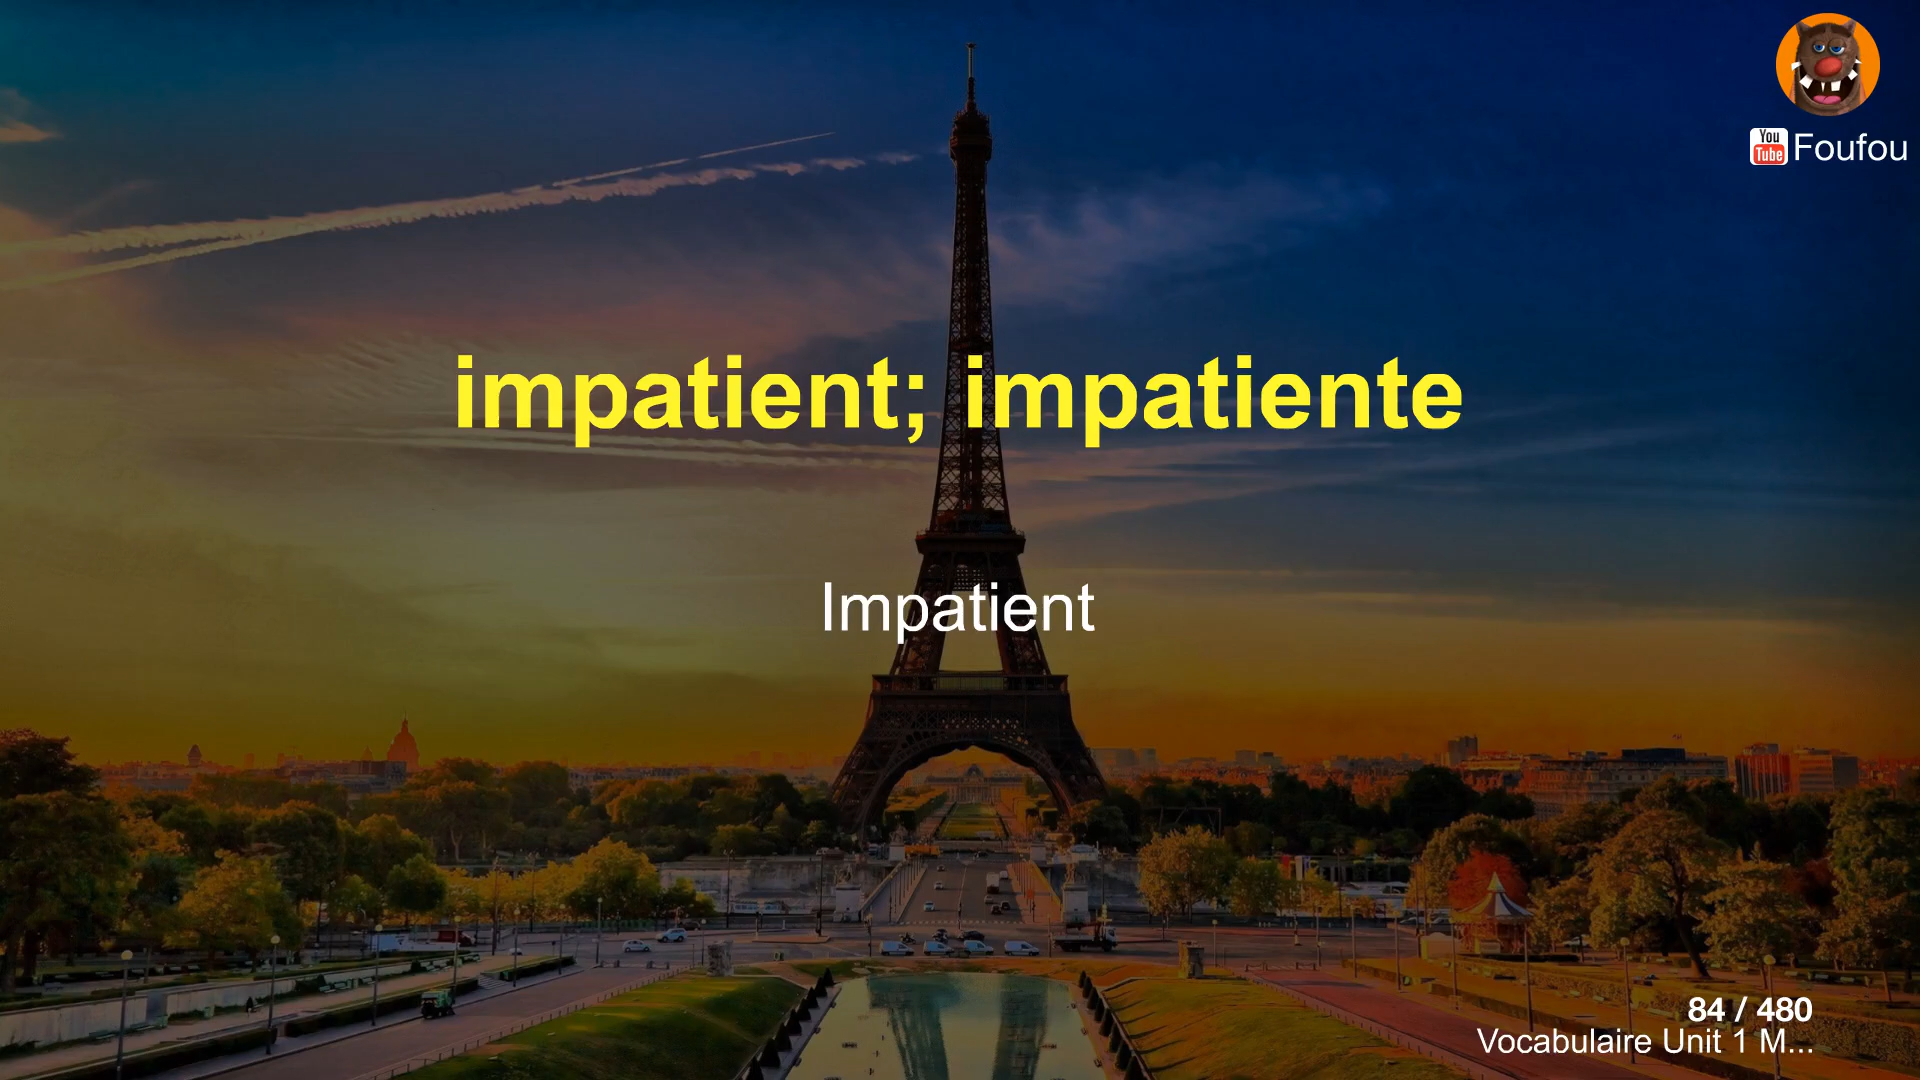 You
Tube
Foufou
impatient; impatiente
Impatient
84 / 480
Vocabulaire Unit 1 M...